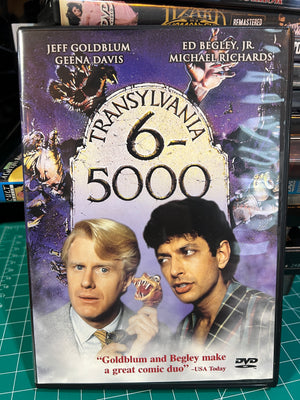 LIZARD
REMASTERED
JEFF GOLDBLUM
GEENA DAVIS
ED BEGLEY, JR.
MICHAEL RICHARDS
TRANSYLVANIA
6-
5000
"Goldblum and Begley make
a great comic duo" –USA Today
DVD